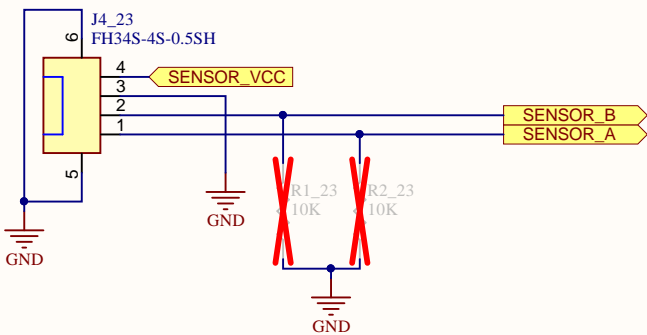 J4_23
FH34S-4S-0.5SH
6
4
SENSOR_VCC
3
2
SENSOR_B
1
SENSOR_A
5
R1_23
R2_23
10K
10K
GND
GND
GND